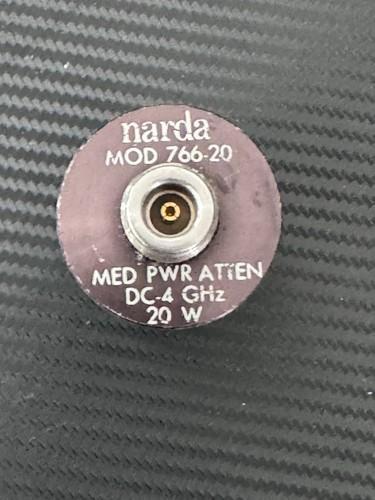 narda
MOD 766-20
MED PWR ATTEN
DC-4 GHz
20 W